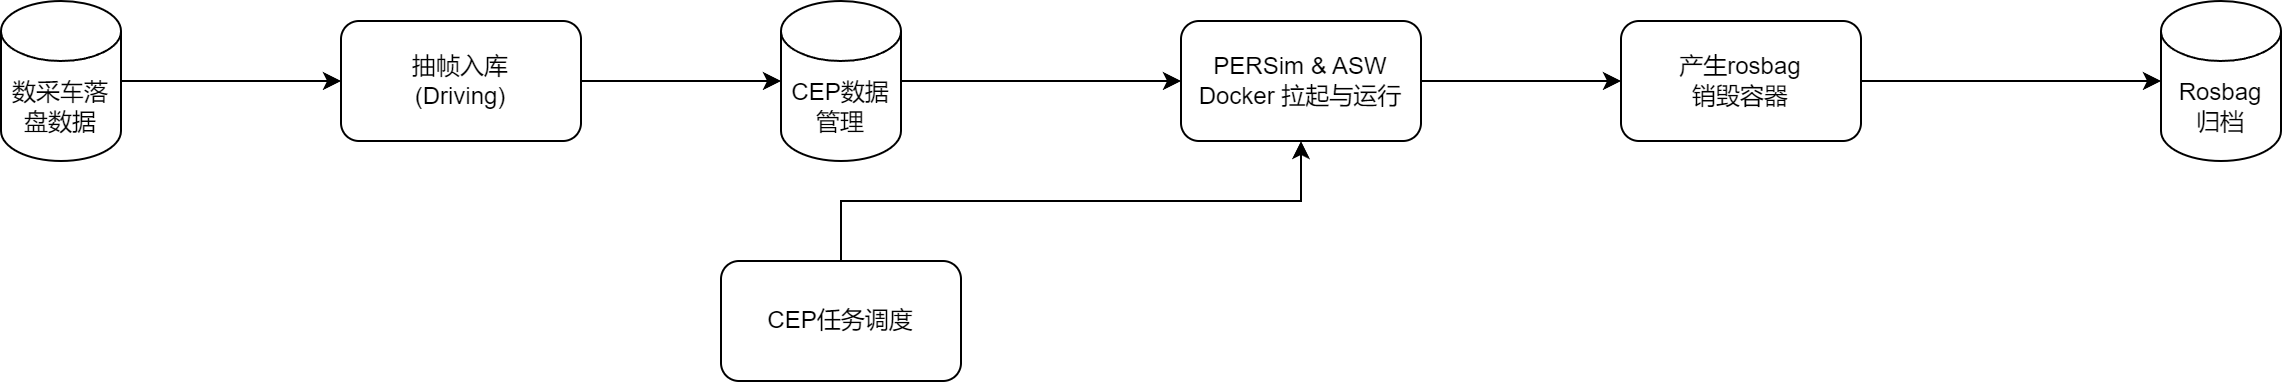 数采车落
盘数据
抽帧入库
(Driving)
CEP数据
管理
PERSim & ASW
Docker 拉起与运行
产生rosbag
销毁容器
Rosbag
归档
CEP任务调度